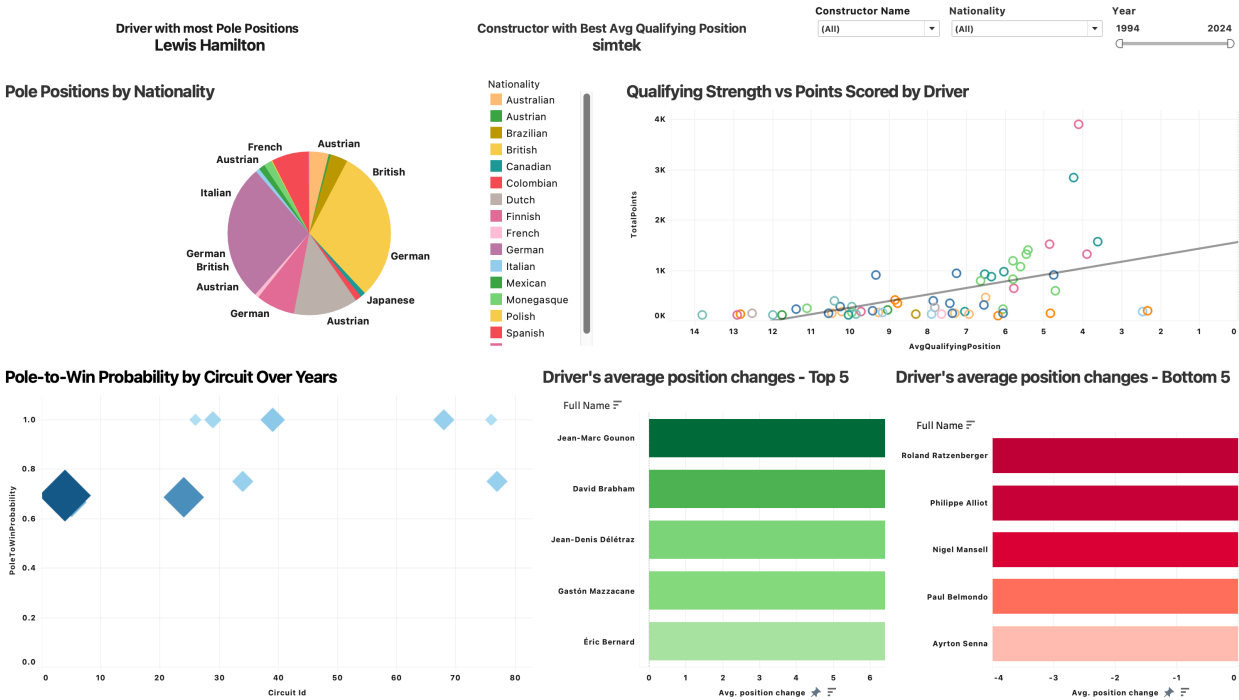 Constructor Name
Nationality
Year
Driver with most Pole Positions
Lewis Hamilton
Constructor with Best Avg Qualifying Position
simtek
(All)
(All)
1994
2024
Pole Positions by Nationality
French
Austrian
Austrian
British
Italian
German
German
British
Austrian
Japanese
German
Austrian
Nationality
Australian
Austrian
Brazilian
British
Canadian
Colombian
Dutch
Finnish
French
German
Italian
Mexican
Monegasque
Polish
Spanish
Qualifying Strength vs Points Scored by Driver
4K
3K
2K
1K
0K
TotalPoints
14 13 12 11 10 9 8 7 6 5 4 3 2 1 0
AvgQualifyingPosition
Pole-to-Win Probability by Circuit Over Years
1.0
0.8
0.6
0.4
0.2
0.0
PoleToWinProbability
0 10 20 30 40 50 60 70 80
Circuit Id
Driver's average position changes - Top 5
Full Name
Jean-Marc Gounon
David Brabham
Jean-Denis Délétraz
Gastón Mazzacane
Éric Bernard
0 1 2 3 4 5 6
Avg. position change
Driver's average position changes - Bottom 5
Full Name
Roland Ratzenberger
Philippe Alliot
Nigel Mansell
Paul Belmondo
Ayrton Senna
-4 -3 -2 -1 0
Avg. position change